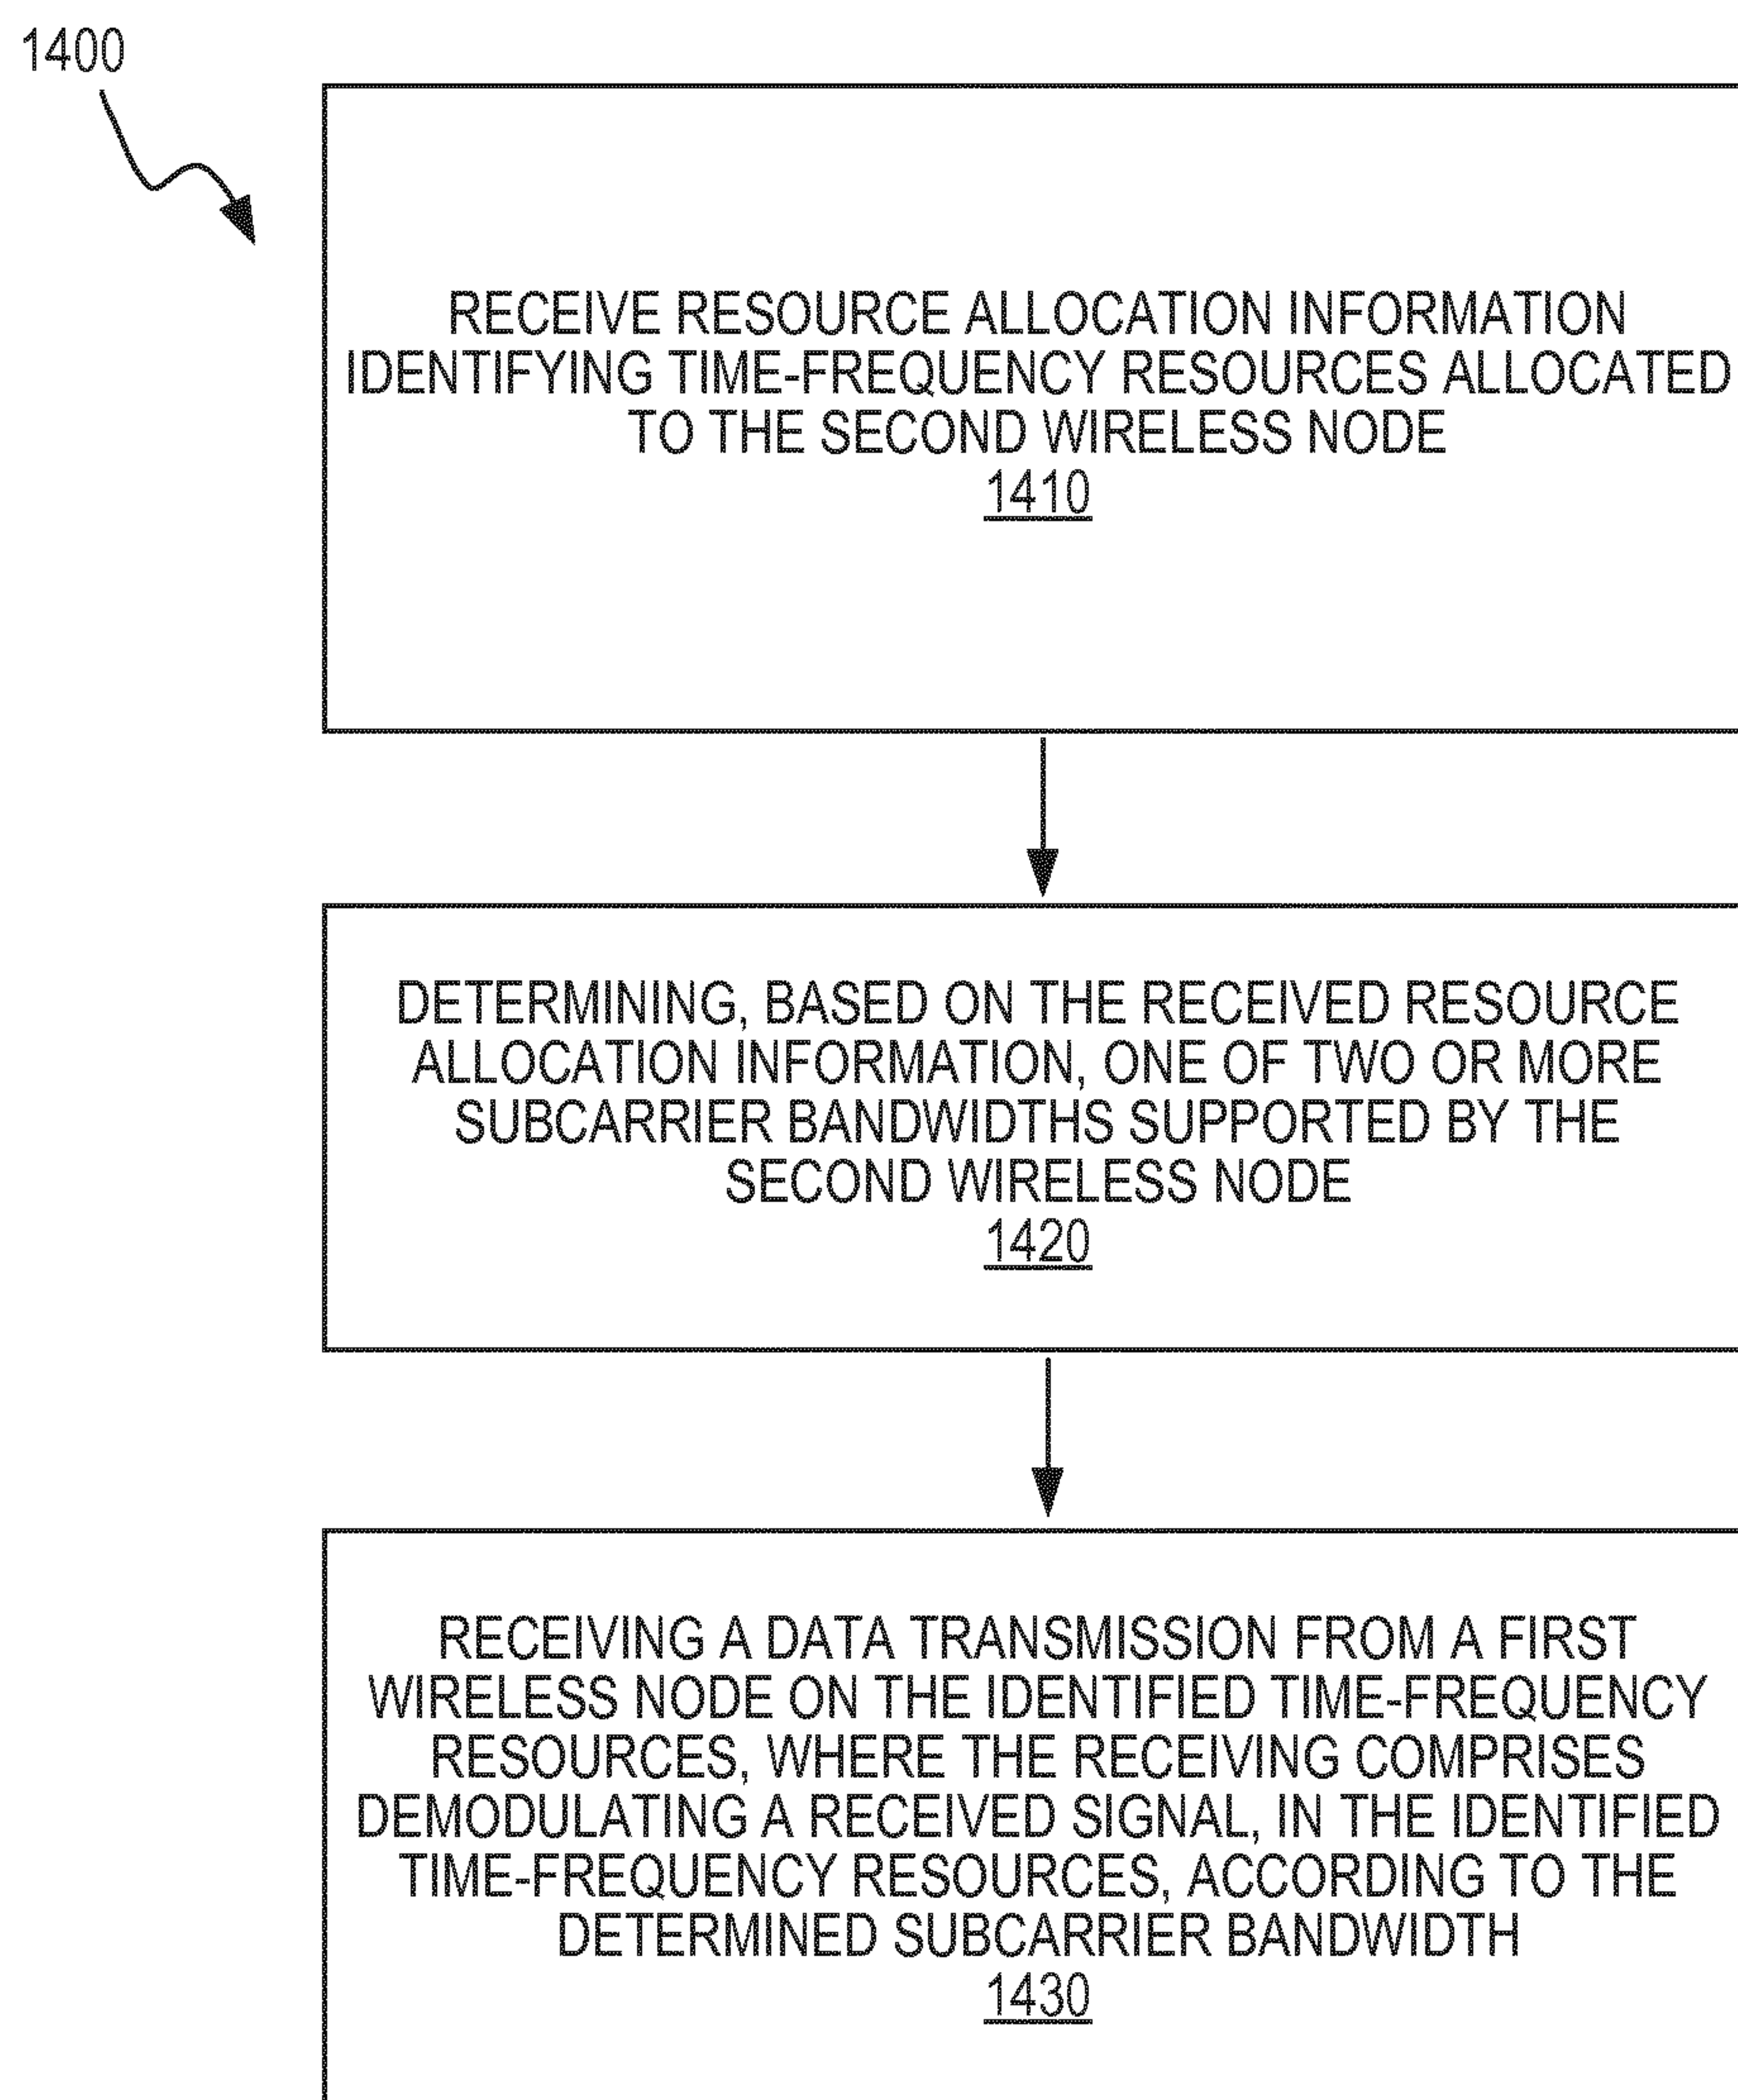 1400
RECEIVE RESOURCE ALLOCATION INFORMATION
IDENTIFYING TIME-FREQUENCY RESOURCES ALLOCATED
TO THE SECOND WIRELESS NODE
1410
DETERMINING, BASED ON THE RECEIVED RESOURCE
ALLOCATION INFORMATION, ONE OF TWO OR MORE
SUBCARRIER BANDWIDTHS SUPPORTED BY THE
SECOND WIRELESS NODE
1420
RECEIVING A DATA TRANSMISSION FROM A FIRST
WIRELESS NODE ON THE IDENTIFIED TIME-FREQUENCY
RESOURCES, WHERE THE RECEIVING COMPRISES
DEMODULATING A RECEIVED SIGNAL, IN THE IDENTIFIED
TIME-FREQUENCY RESOURCES, ACCORDING TO THE
DETERMINED SUBCARRIER BANDWIDTH
1430